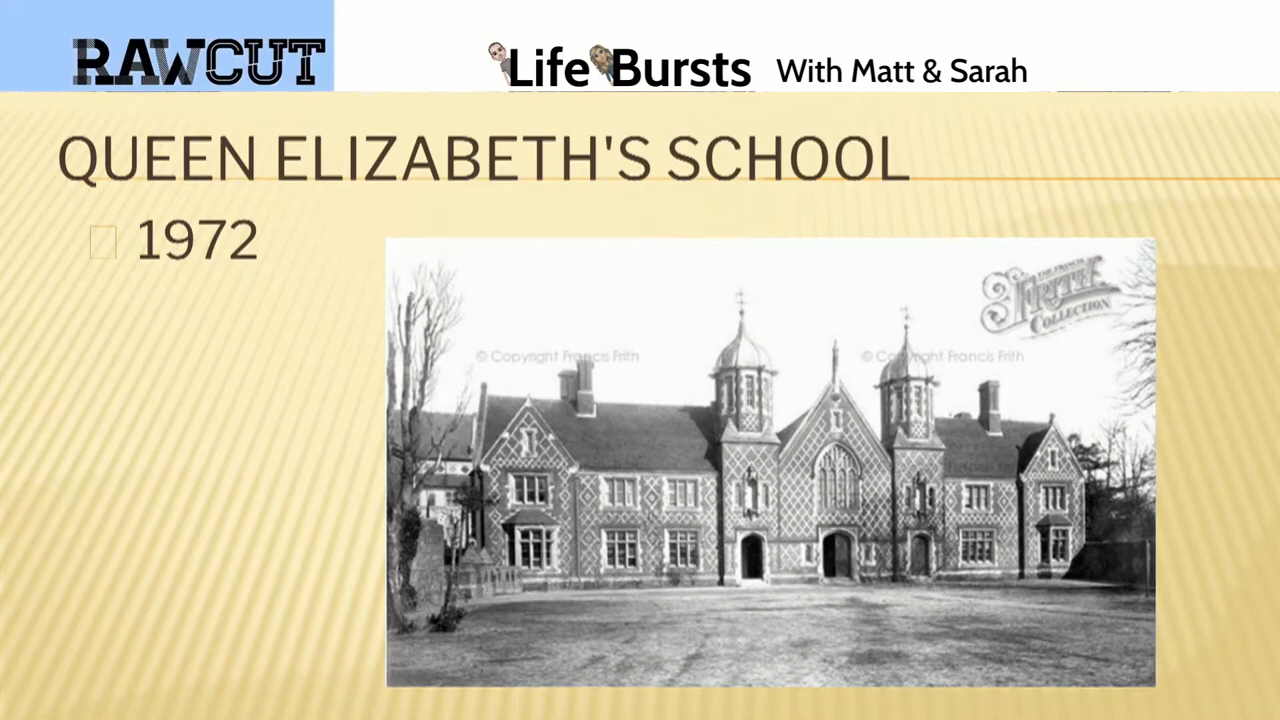 RAWCUT
Life Bursts With Matt & Sarah
QUEEN ELIZABETH'S SCHOOL
1972
THE FRANCIS
FRITH
COLLECTION
© Copyright Francis Frith
© Copyright Francis Frith